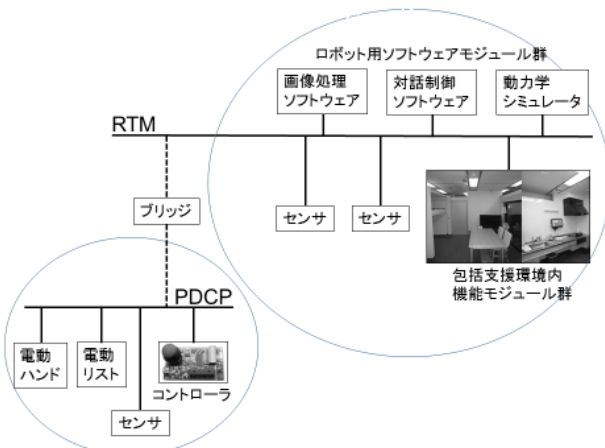 ロボット用ソフトウェアモジュール群
画像処理
ソフトウェア
対話制御
ソフトウェア
動力学
シミュレータ
RTM
ブリッジ
センサ
センサ
包括支援環境内
機能モジュール群
PDCP
電動
ハンド
電動
リスト
センサ
コントローラ